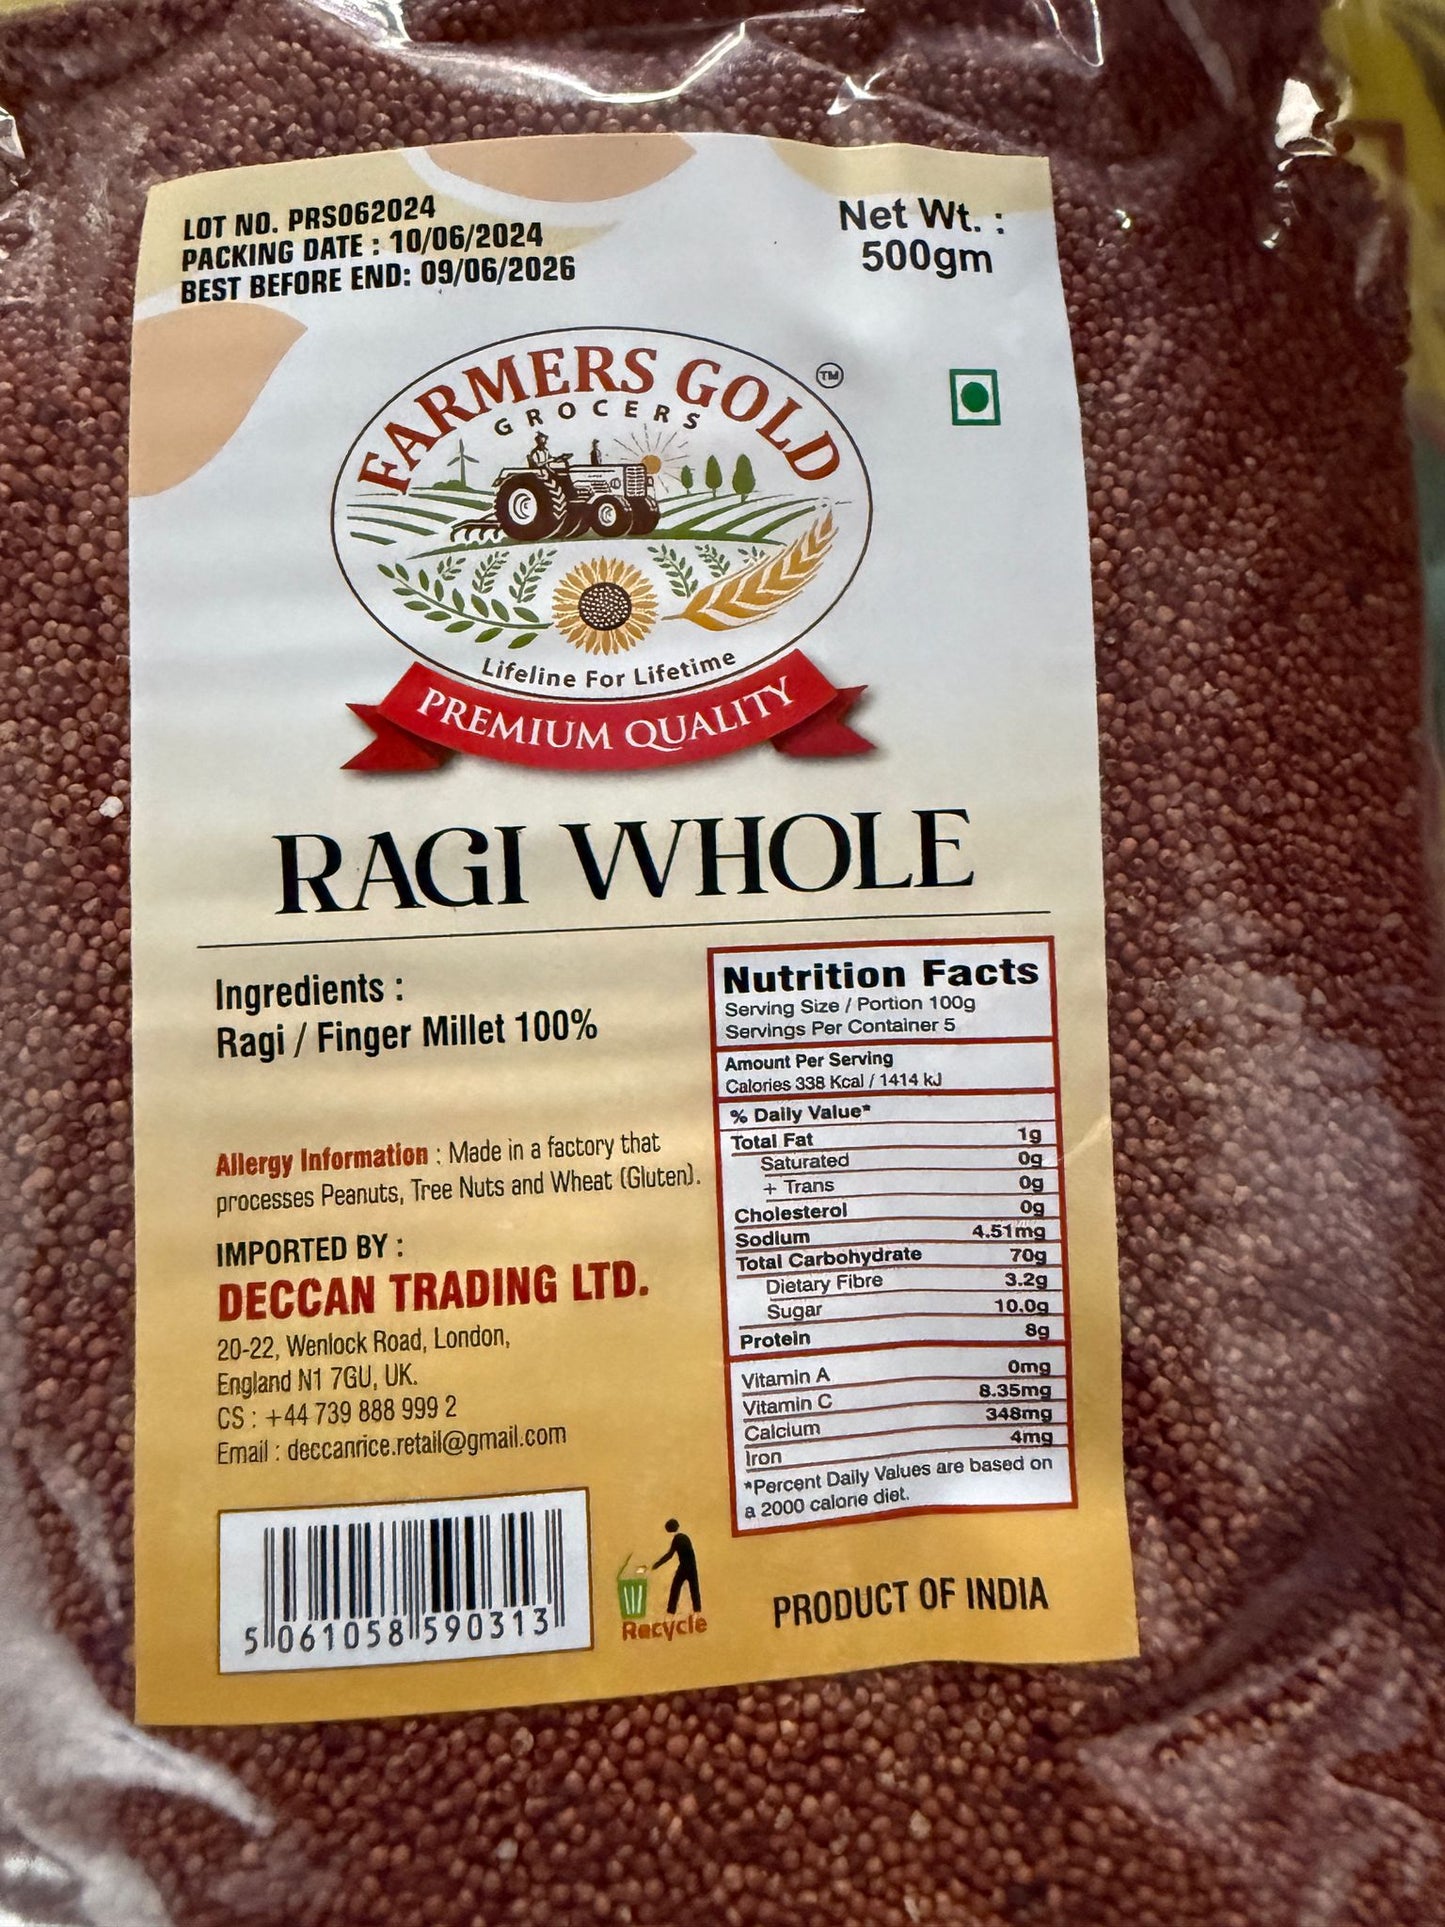 LOT NO. PRS062024
PACKING DATE : 10/06/2024
BEST BEFORE END: 09/06/2026
Net Wt. :
500gm
FARMERS GOLD
TM
GROCERS
Lifeline For Lifetime
PREMIUM QUALITY
RAGI WHOLE
Ingredients :
Ragi / Finger Millet 100%
Allergy Information : Made in a factory that
processes Peanuts, Tree Nuts and Wheat (Gluten).
IMPORTED BY :
DECCAN TRADING LTD.
20-22, Wenlock Road, London,
England N1 7GU, UK.
CS : +44 739 888 999 2
Email : deccanrice.retail@gmail.com
5 061058 590313
Recycle
Nutrition Facts
Serving Size / Portion 100g
Servings Per Container 5
Amount Per Serving
Calories 338 Kcal / 1414 kJ
% Daily Value*
Total Fat 1g
Saturated 0g
+ Trans 0g
Cholesterol 0g
Sodium 4.51mg
Total Carbohydrate 70g
Dietary Fibre 3.2g
Sugar 10.0g
Protein 8g
Vitamin A 0mg
Vitamin C 8.35mg
Calcium 348mg
Iron 4mg
*Percent Daily Values are based on
a 2000 calorie diet.
PRODUCT OF INDIA